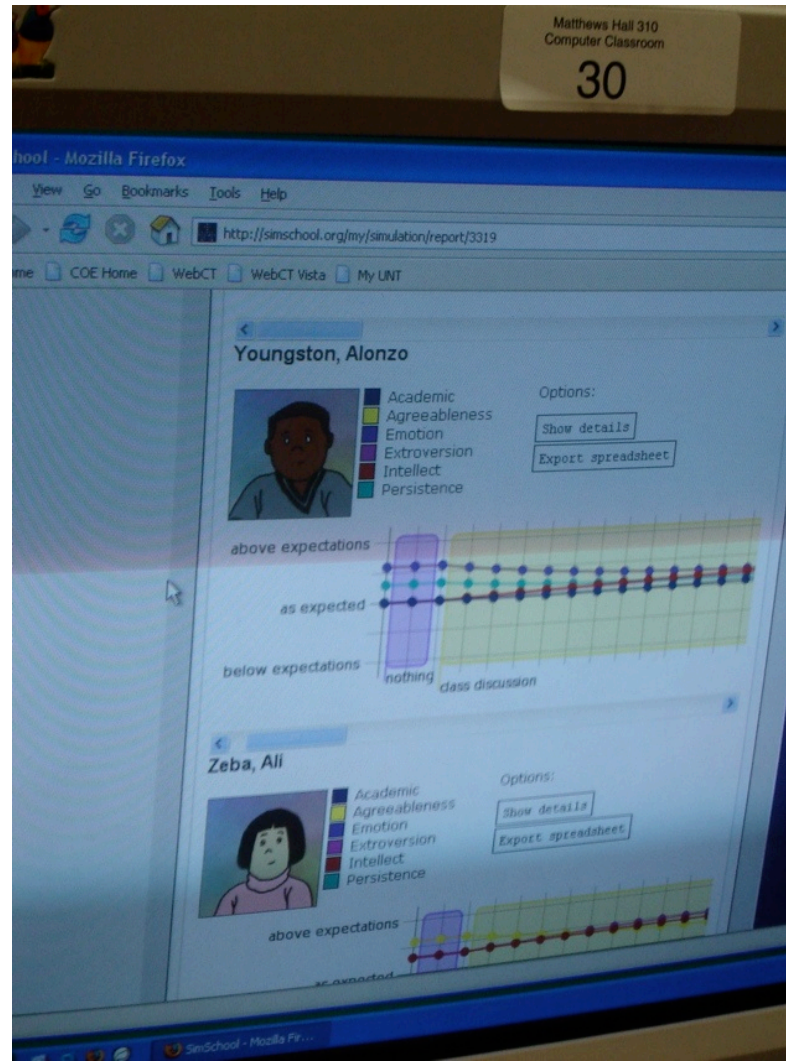 Matthews Hall 310
Computer Classroom
30
hool - Mozilla Firefox
View Go Bookmarks Tools Help
http://simschool.org/my/simulation/report/3319
me COE Home WebCT WebCT Vista My UNT
Youngston, Alonzo
Academic
Agreeableness
Emotion
Extroversion
Intellect
Persistence
Options:
Show details
Export spreadsheet
above expectations
as expected
below expectations
nothing
class discussion
Zeba, Ali
Academic
Agreeableness
Emotion
Extroversion
Intellect
Persistence
Options:
Show details
Export spreadsheet
above expectations
as expected
SimSchool - Mozilla Fir...